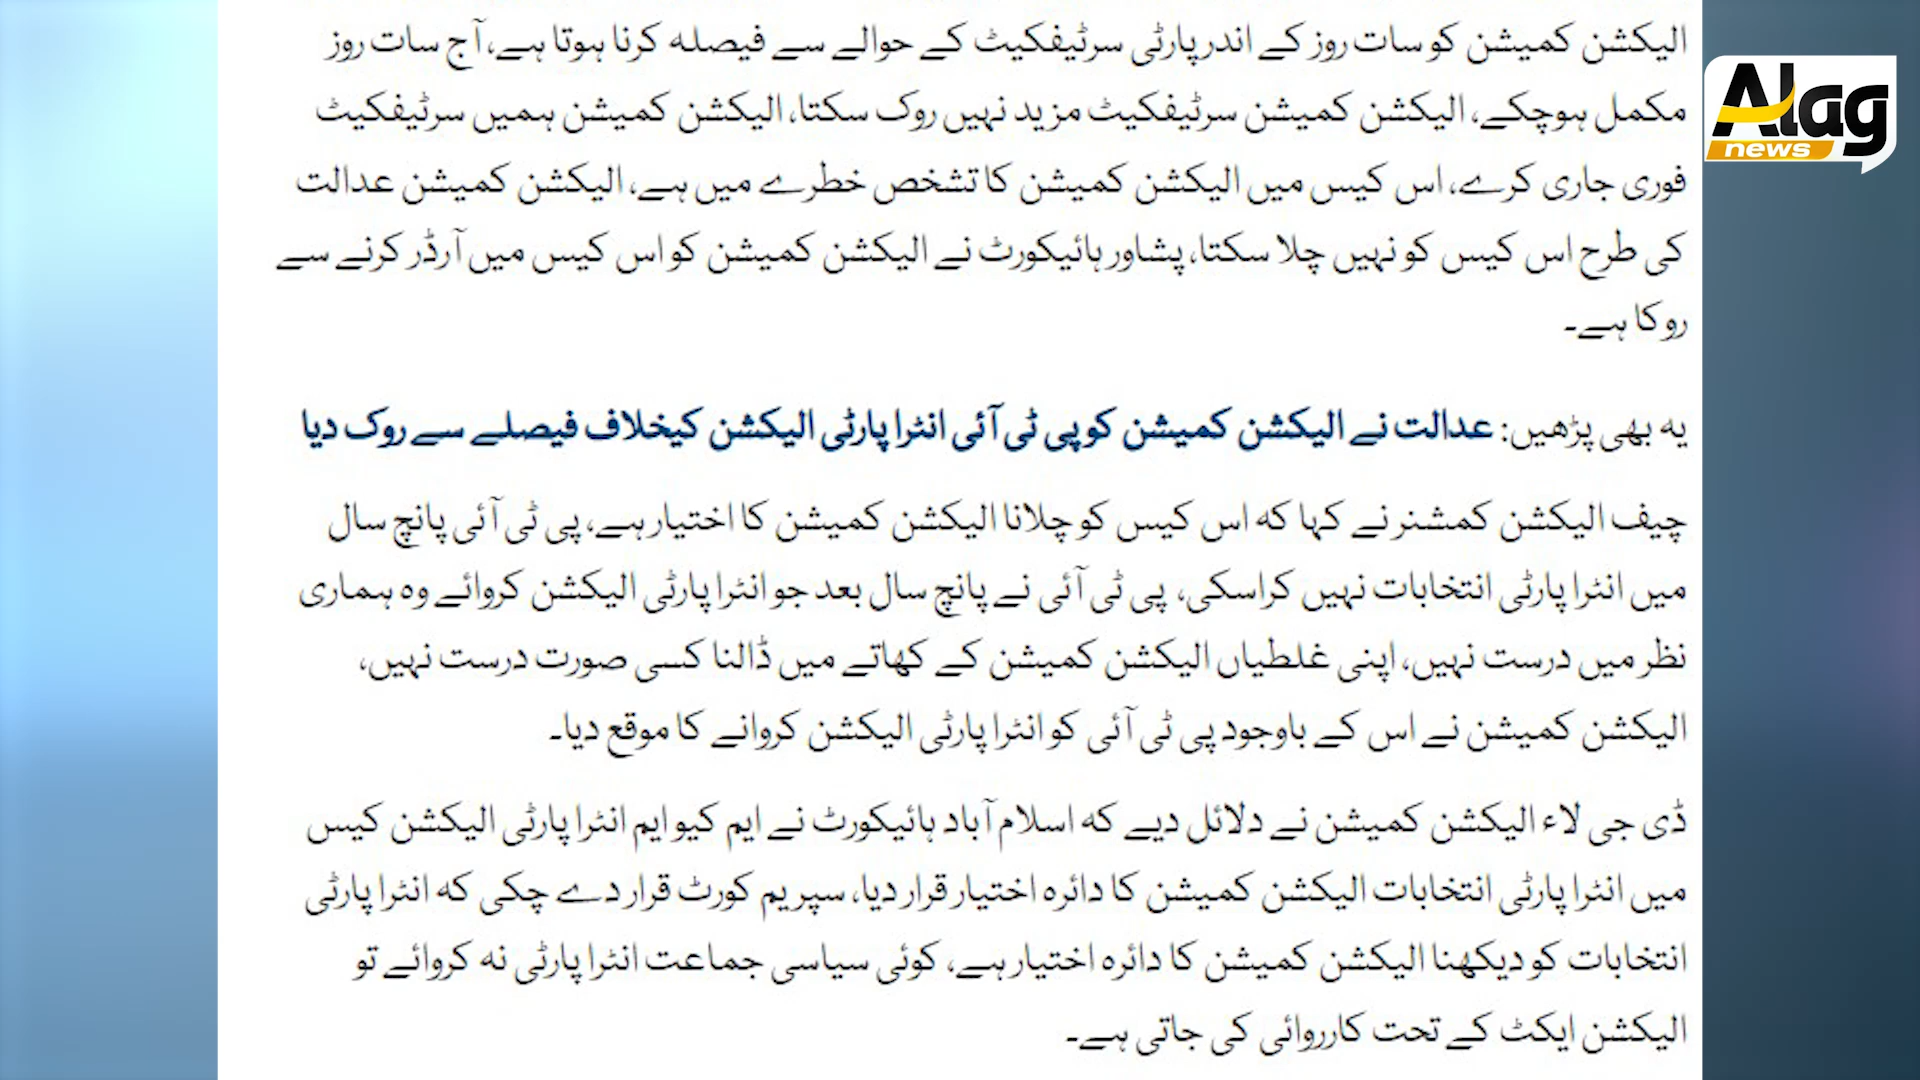 الیکشن کمیشن کو سات روز کے اندر پارٹی سرٹیفکیٹ کے حوالے سے فیصلہ کرنا ہوتا ہے، آج سات روز
مکمل ہوچکے، الیکشن کمیشن سرٹیفکیٹ مزید نہیں روک سکتا، الیکشن کمیشن ہمیں سرٹیفکیٹ
فوری جاری کرے، اس کیس میں الیکشن کمیشن کا تشخص خطرے میں ہے، الیکشن کمیشن عدالت
کی طرح اس کیس کو نہیں چلا سکتا، پشاور ہائیکورٹ نے الیکشن کمیشن کو اس کیس میں آرڈر کرنے سے
روکا ہے۔
یہ بھی پڑھیں: عدالت نے الیکشن کمیشن کو پی ٹی آئی انٹرا پارٹی الیکشن کیخلاف فیصلے سے روک دیا
چیف الیکشن کمشنر نے کہا کہ اس کیس کو چلانا الیکشن کمیشن کا اختیار ہے، پی ٹی آئی پانچ سال
میں انٹرا پارٹی انتخابات نہیں کراسکی، پی ٹی آئی نے پانچ سال بعد جو انٹرا پارٹی الیکشن کروائے وہ ہماری
نظر میں درست نہیں، اپنی غلطیاں الیکشن کمیشن کے کھاتے میں ڈالنا کسی صورت درست نہیں،
الیکشن کمیشن نے اس کے باوجود پی ٹی آئی کو انٹرا پارٹی الیکشن کروانے کا موقع دیا۔
ڈی جی لاء الیکشن کمیشن نے دلائل دیے کہ اسلام آباد ہائیکورٹ نے ایم کیو ایم انٹرا پارٹی الیکشن کیس
میں انٹرا پارٹی انتخابات الیکشن کمیشن کا دائرہ اختیار قرار دیا، سپریم کورٹ قرار دے چکی کہ انٹرا پارٹی
انتخابات کو دیکھنا الیکشن کمیشن کا دائرہ اختیار ہے، کوئی سیاسی جماعت انٹرا پارٹی نہ کروائے تو
الیکشن ایکٹ کے تحت کارروائی کی جاتی ہے۔
Alag
news